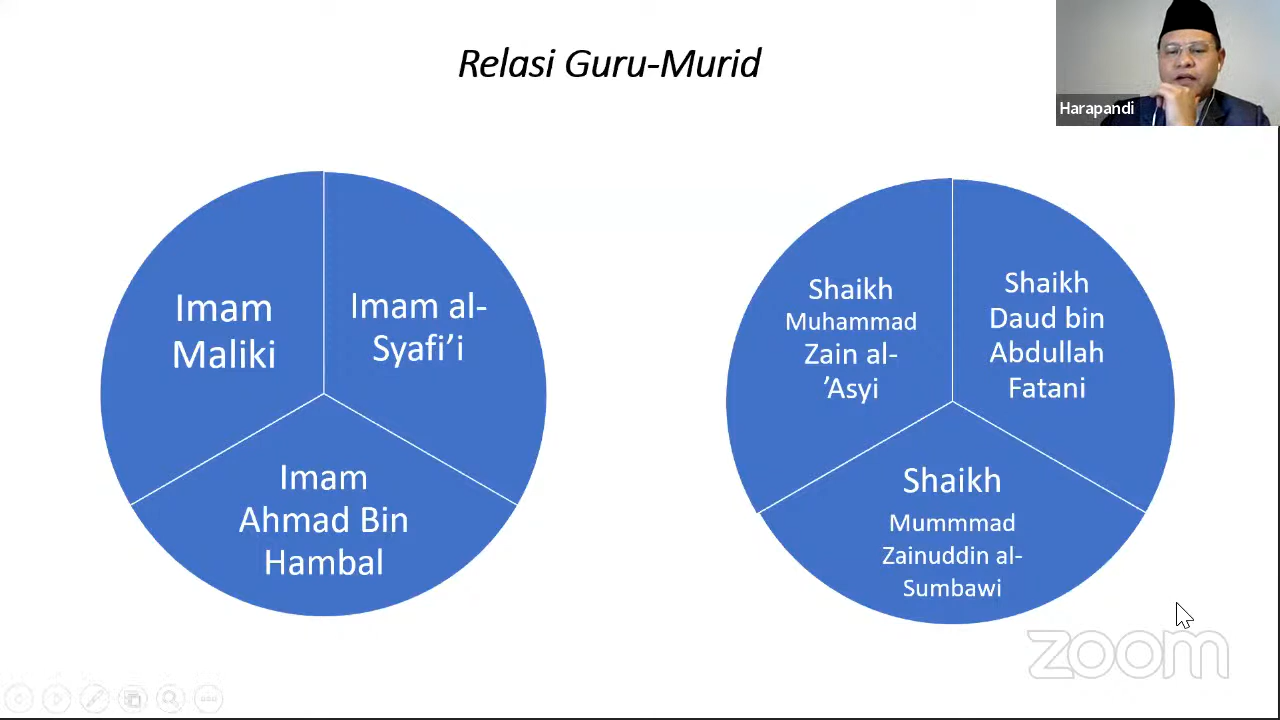 Relasi Guru-Murid
Harapandi
Imam
Maliki
Imam al-
Syafi’i
Imam
Ahmad Bin
Hambal
Shaikh
Muhammad
Zain al-
’Asyi
Shaikh
Daud bin
Abdullah
Fatani
Shaikh
Mummmad
Zainuddin al-
Sumbawi
zoom